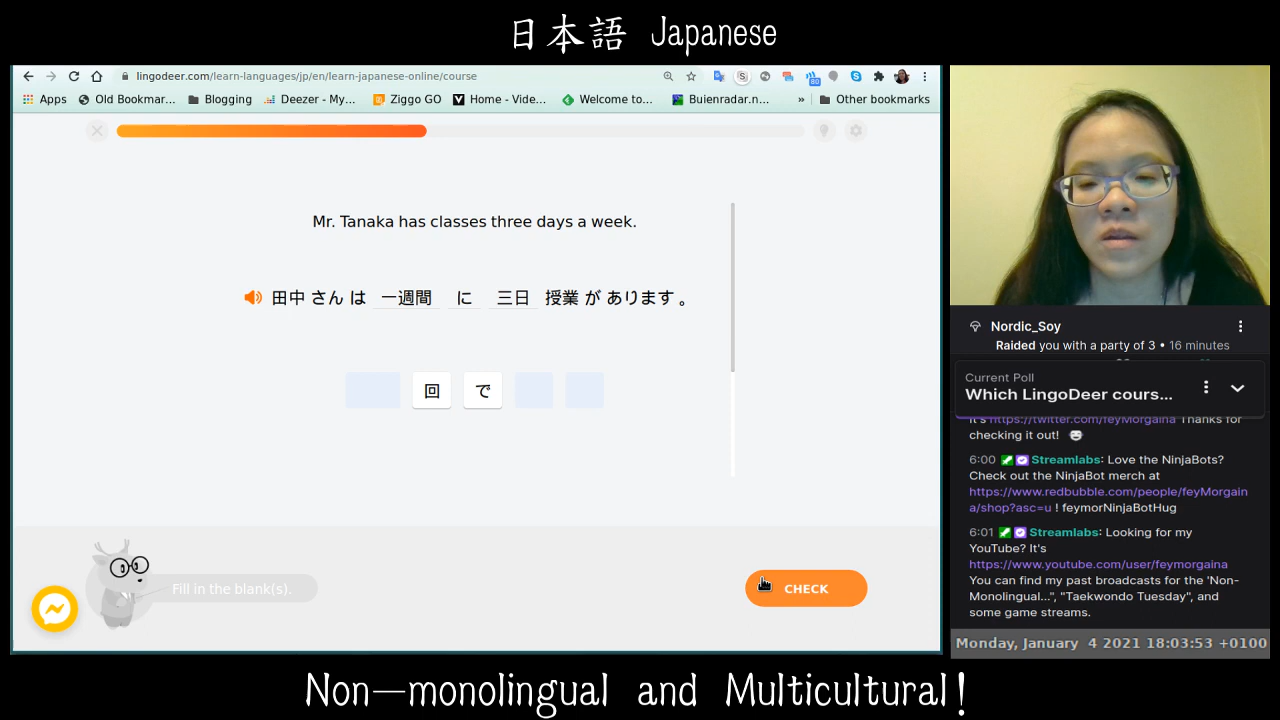 日本語 Japanese
lingodeer.com/learn-languages/jp/en/learn-japanese-online/course
80
Apps Old Bookmar... Blogging Deezer - My... Ziggo GO Home - Vide... Welcome to... Buienradar.n... » Other bookmarks
Mr. Tanaka has classes three days a week.
田中 さん は 一週間 に 三日 授業 が あります 。
回 で
Fill in the blank(s).
CHECK
Nordic_Soy
Raided you with a party of 3 • 16 minutes
Current Poll
Which LingoDeer cours...
It's https://twitter.com/feyMorgaina Thanks for
checking it out!
6:00 Streamlabs: Love the NinjaBots?
Check out the NinjaBot merch at
https://www.redbubble.com/people/feyMorgain
a/shop?asc=u ! feymorNinjaBotHug
6:01 Streamlabs: Looking for my
YouTube? It's
https://www.youtube.com/user/feymorgaina
You can find my past broadcasts for the 'Non-
Monolingual...", "Taekwondo Tuesday", and
some game streams.
Monday, January 4 2021 18:03:53 +0100
Non-monolingual and Multicultural!